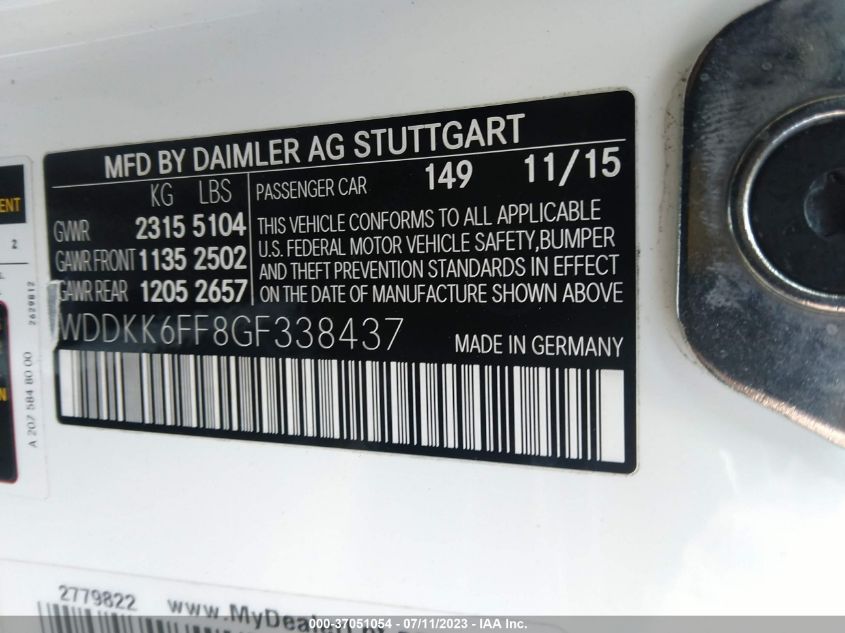 MFD BY DAIMLER AG STUTTGART
KG LBS
GVWR 2315 5104
GAWR FRONT 1135 2502
GAWR REAR 1205 2657
PASSENGER CAR 149 11/15
THIS VEHICLE CONFORMS TO ALL APPLICABLE
U.S. FEDERAL MOTOR VEHICLE SAFETY,BUMPER
AND THEFT PREVENTION STANDARDS IN EFFECT
ON THE DATE OF MANUFACTURE SHOWN ABOVE
WDDKK6FF8GF338437
MADE IN GERMANY
2
2629812
A 207 584 80 00
2779822
000-37051054 / 07/11/2023 - IAA Inc.